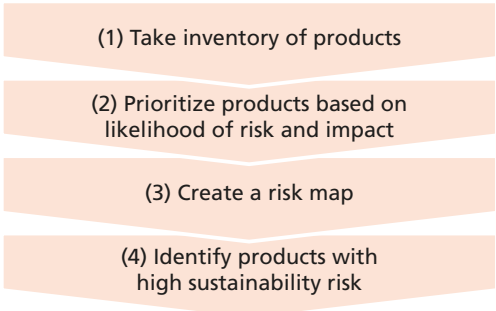 (1) Take inventory of products
(2) Prioritize products based on
likelihood of risk and impact
(3) Create a risk map
(4) Identify products with
high sustainability risk